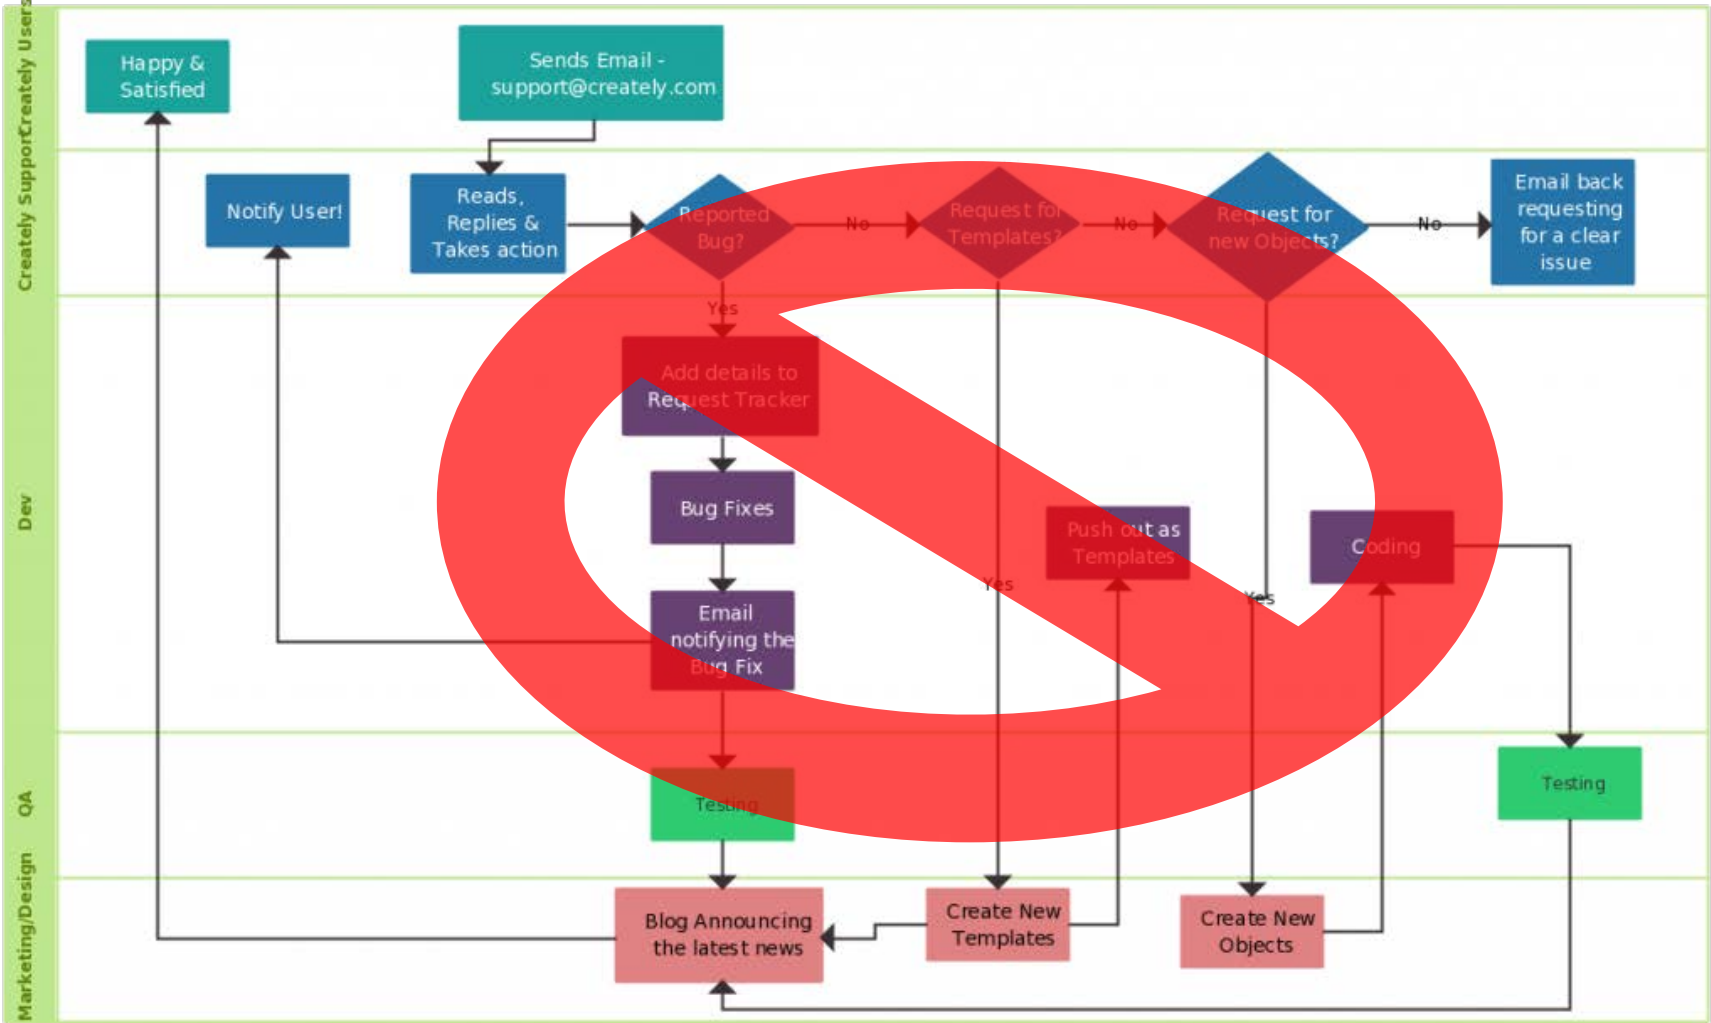 Creately Users
Happy &
Satisfied
Sends Email -
support@creately.com
Creately Support
Notify User!
Reads,
Replies &
Takes action
Reported
Bug?
No
Request for
Templates?
No
Request for
new Objects?
No
Email back
requesting
for a clear
issue
Yes
Dev
Add details to
Request Tracker
Bug Fixes
Push out as
Templates
Coding
Yes
Yes
Email
notifying the
Bug Fix
QA
Testing
Testing
Marketing/Design
Blog Announcing
the latest news
Create New
Templates
Create New
Objects